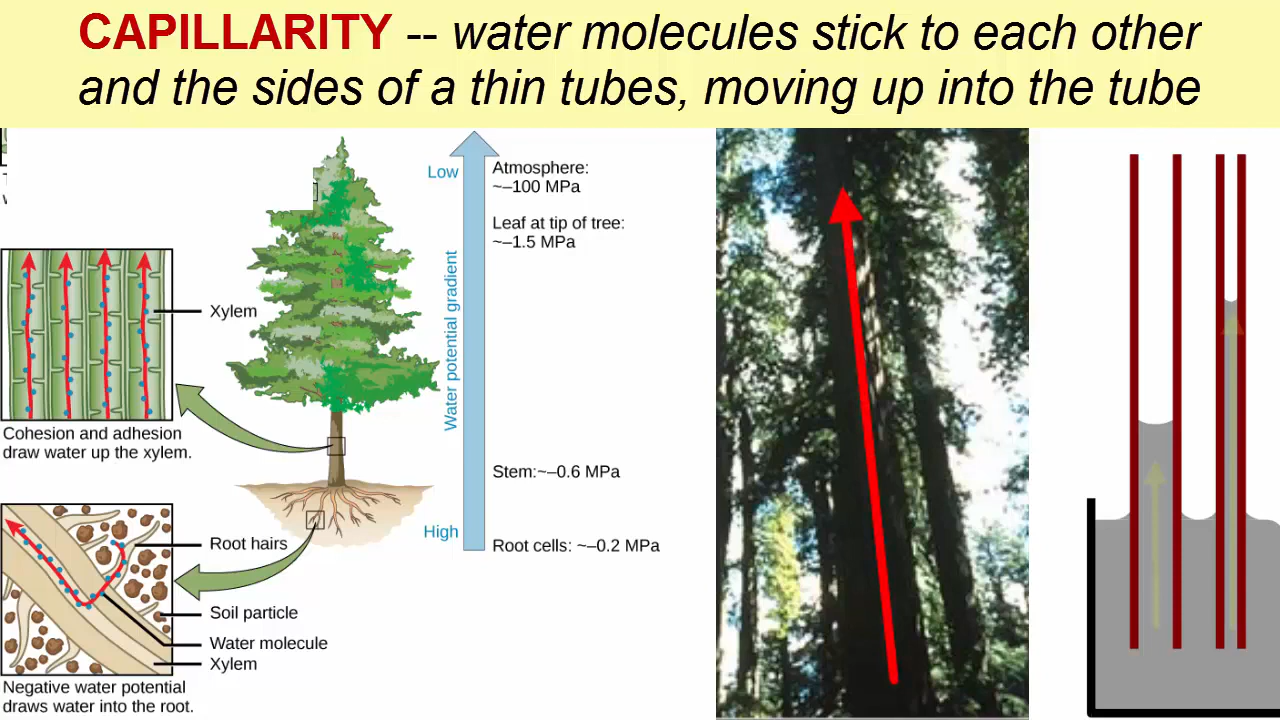 CAPILLARITY -- water molecules stick to each other
and the sides of a thin tubes, moving up into the tube
Low
Atmosphere:
~–100 MPa
Leaf at tip of tree:
~–1.5 MPa
Water potential gradient
Xylem
Cohesion and adhesion
draw water up the xylem.
Stem:~–0.6 MPa
High
Root cells: ~–0.2 MPa
Root hairs
Soil particle
Water molecule
Xylem
Negative water potential
draws water into the root.